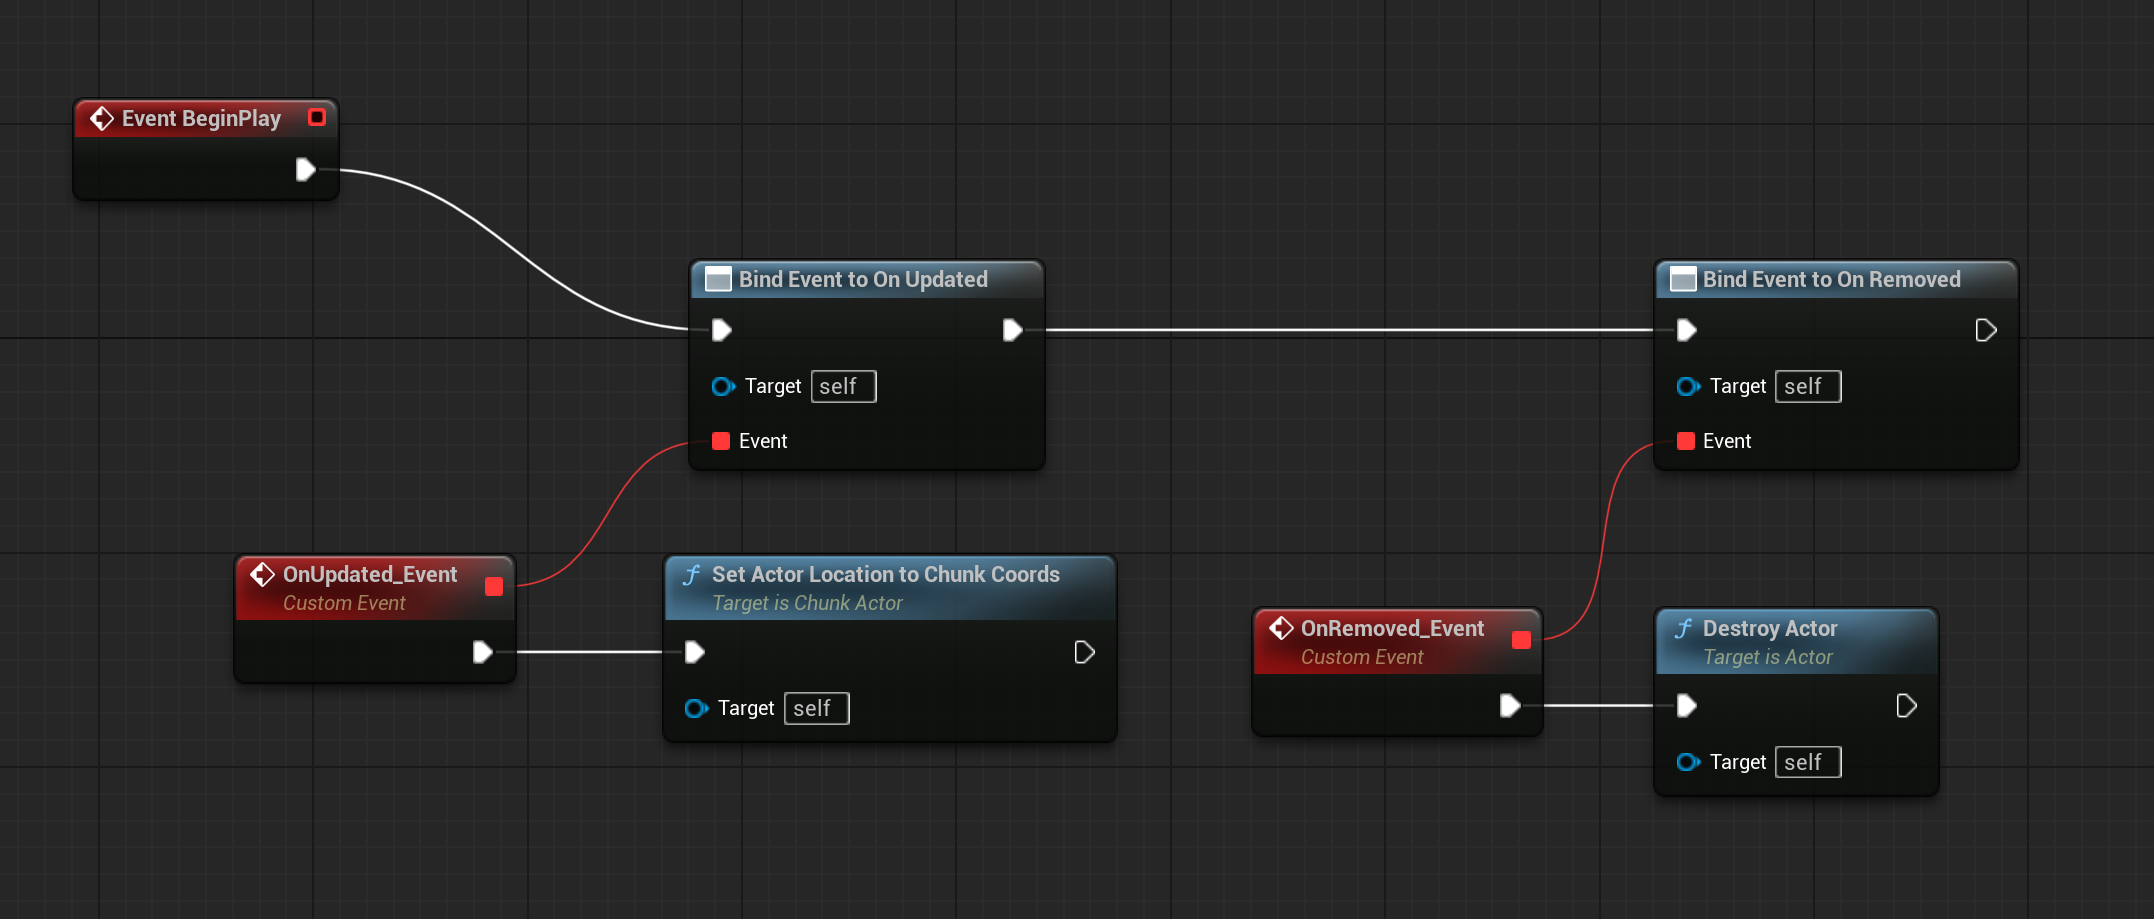 Event BeginPlay
Bind Event to On Updated
Target self
Event
Bind Event to On Removed
Target self
Event
OnUpdated_Event
Custom Event
Set Actor Location to Chunk Coords
Target is Chunk Actor
Target self
OnRemoved_Event
Custom Event
Destroy Actor
Target is Actor
Target self